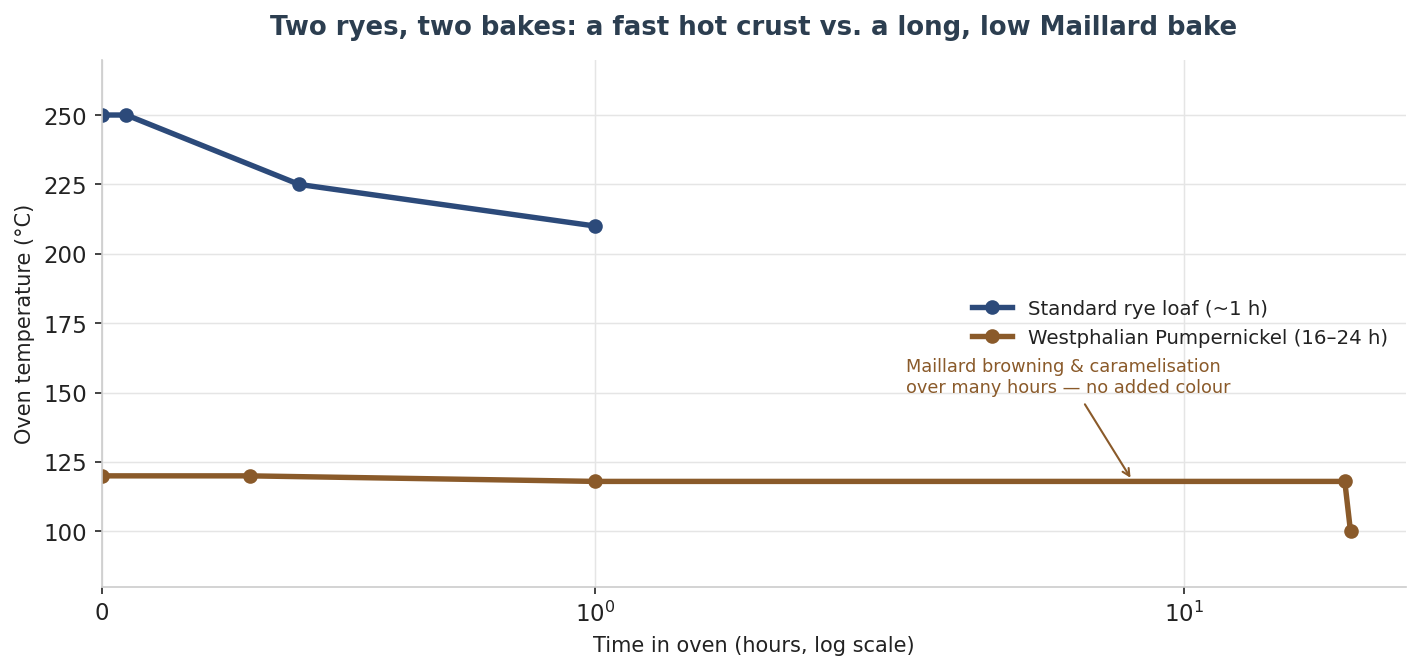 Two ryes, two bakes: a fast hot crust vs. a long, low Maillard bake
Oven temperature (°C)
250
225
200
175
150
125
100
Standard rye loaf (~1 h)
Westphalian Pumpernickel (16–24 h)
Maillard browning & caramelisation
over many hours — no added colour
0
10⁰
10¹
Time in oven (hours, log scale)